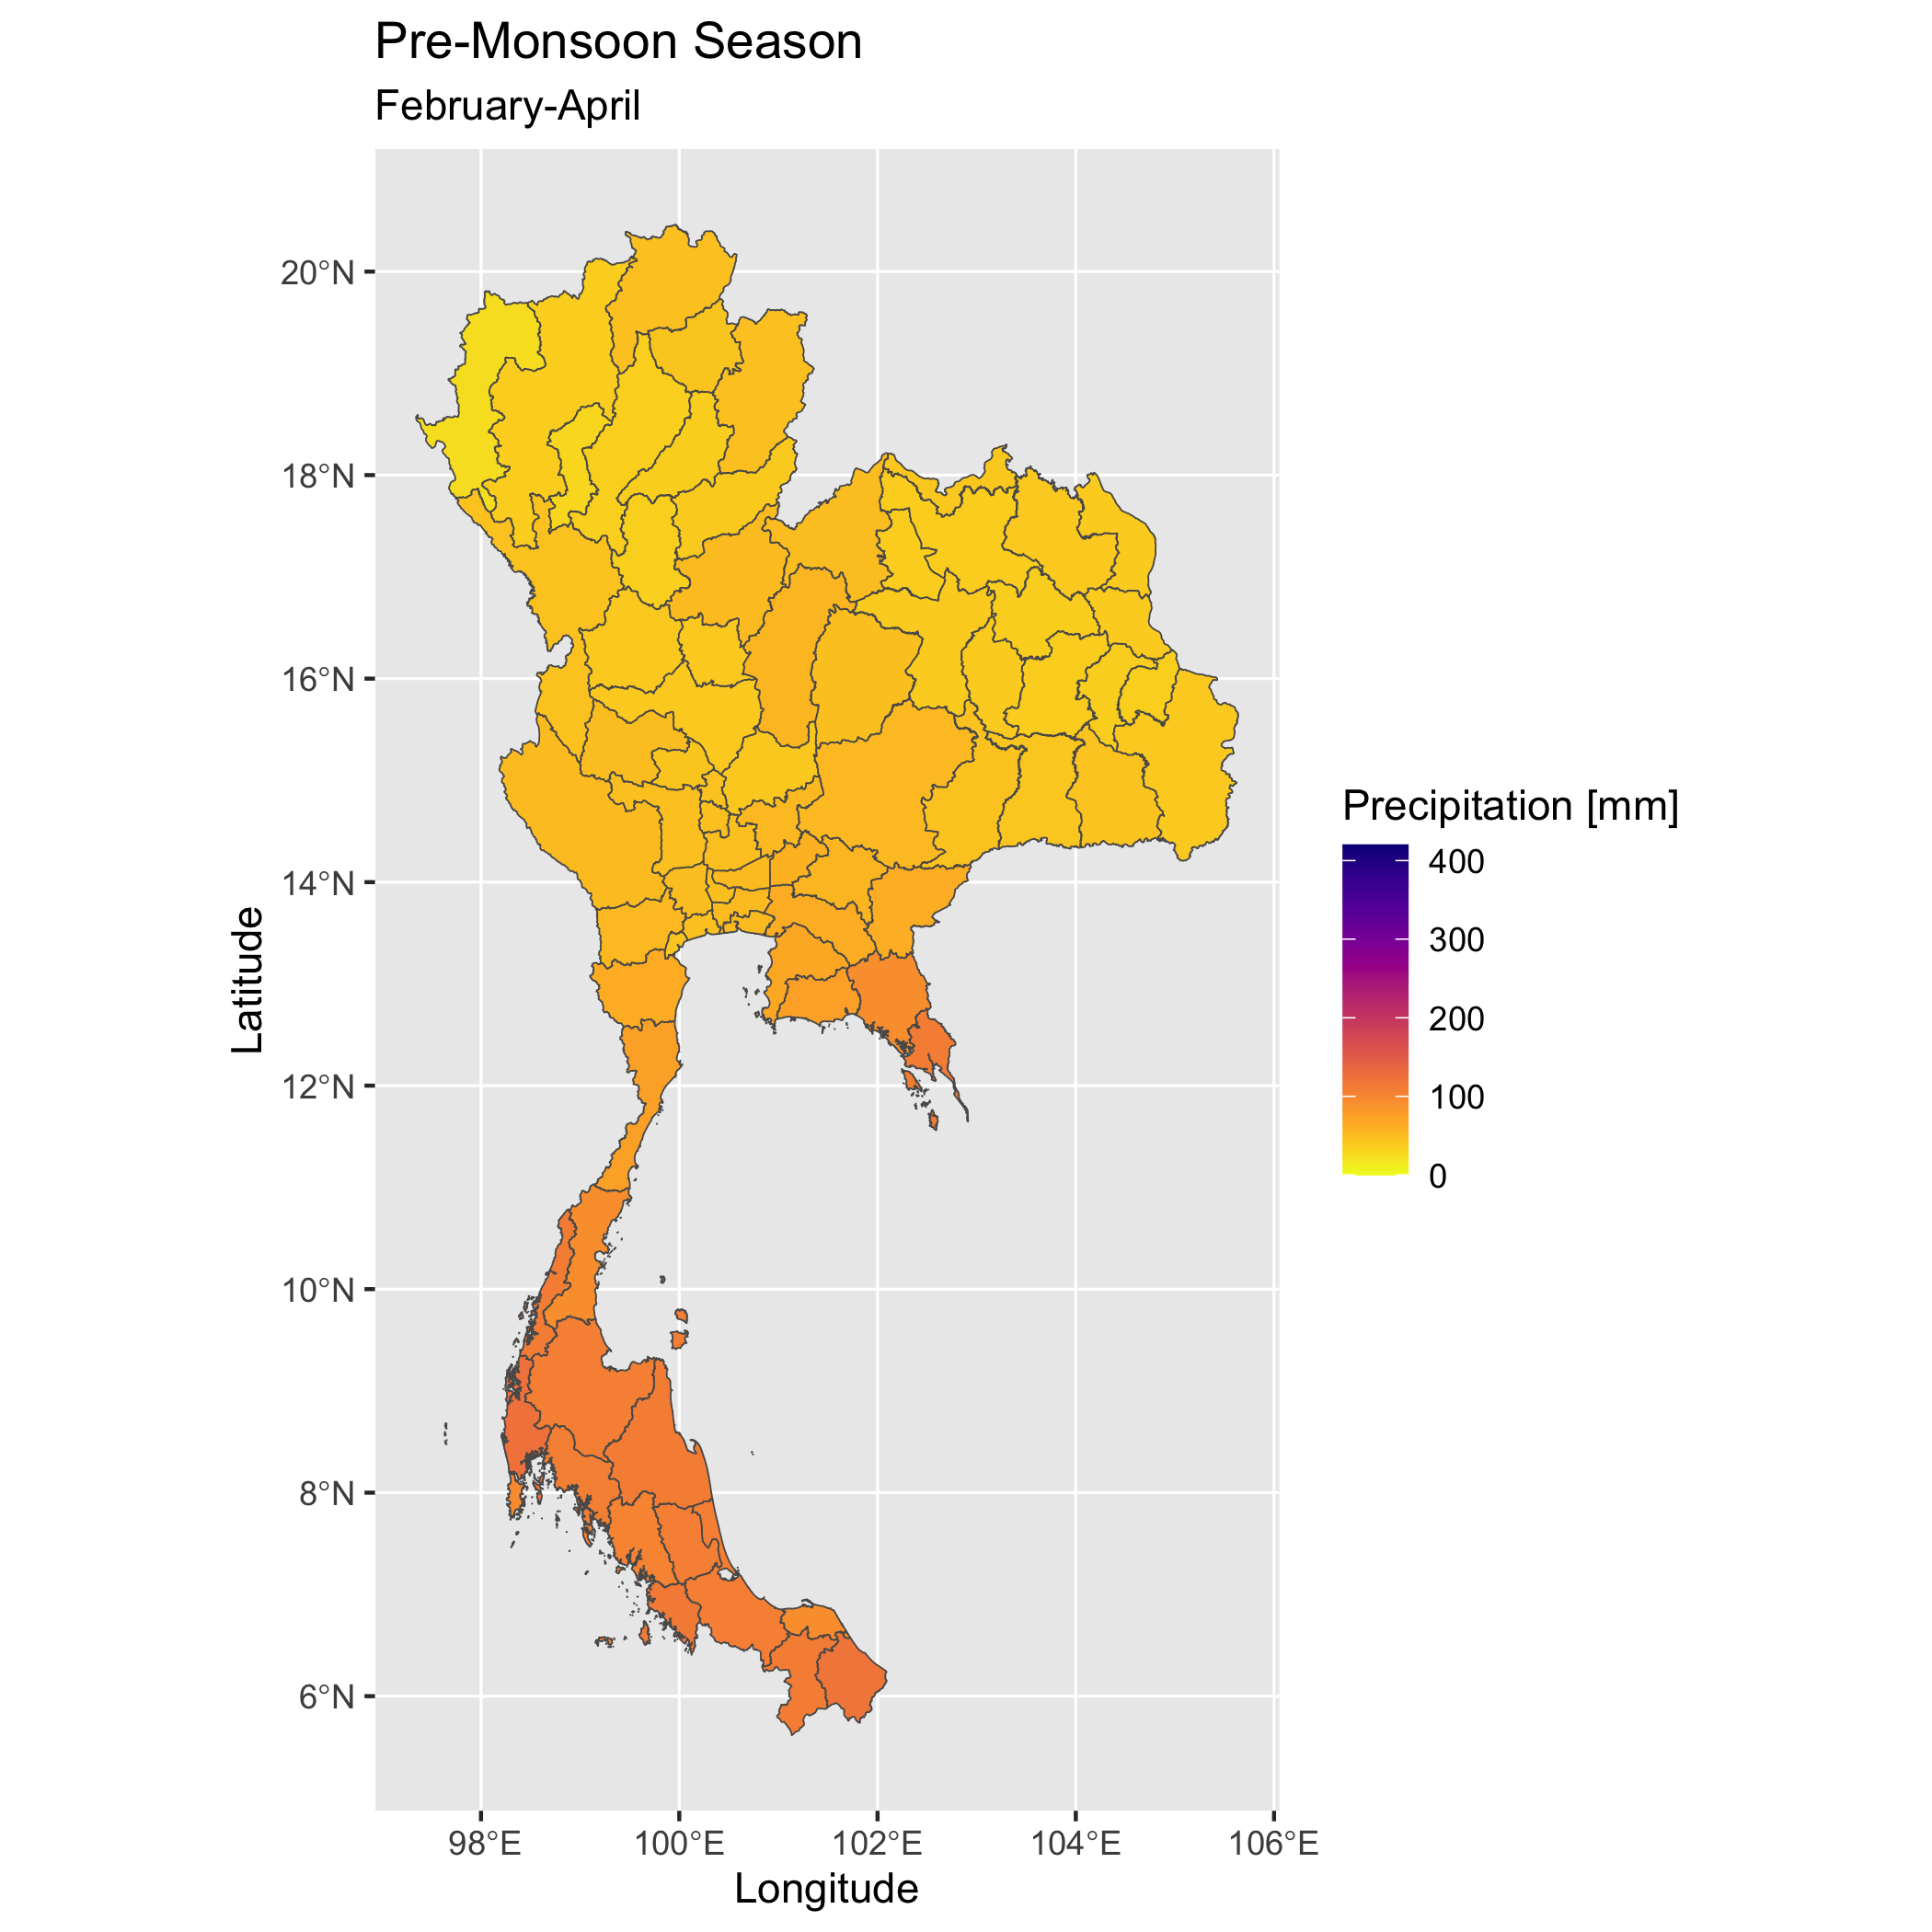 Pre-Monsoon Season
February-April
20°N
18°N
16°N
14°N
12°N
10°N
8°N
6°N
Latitude
98°E
100°E
102°E
104°E
106°E
Longitude
Precipitation [mm]
400
300
200
100
0